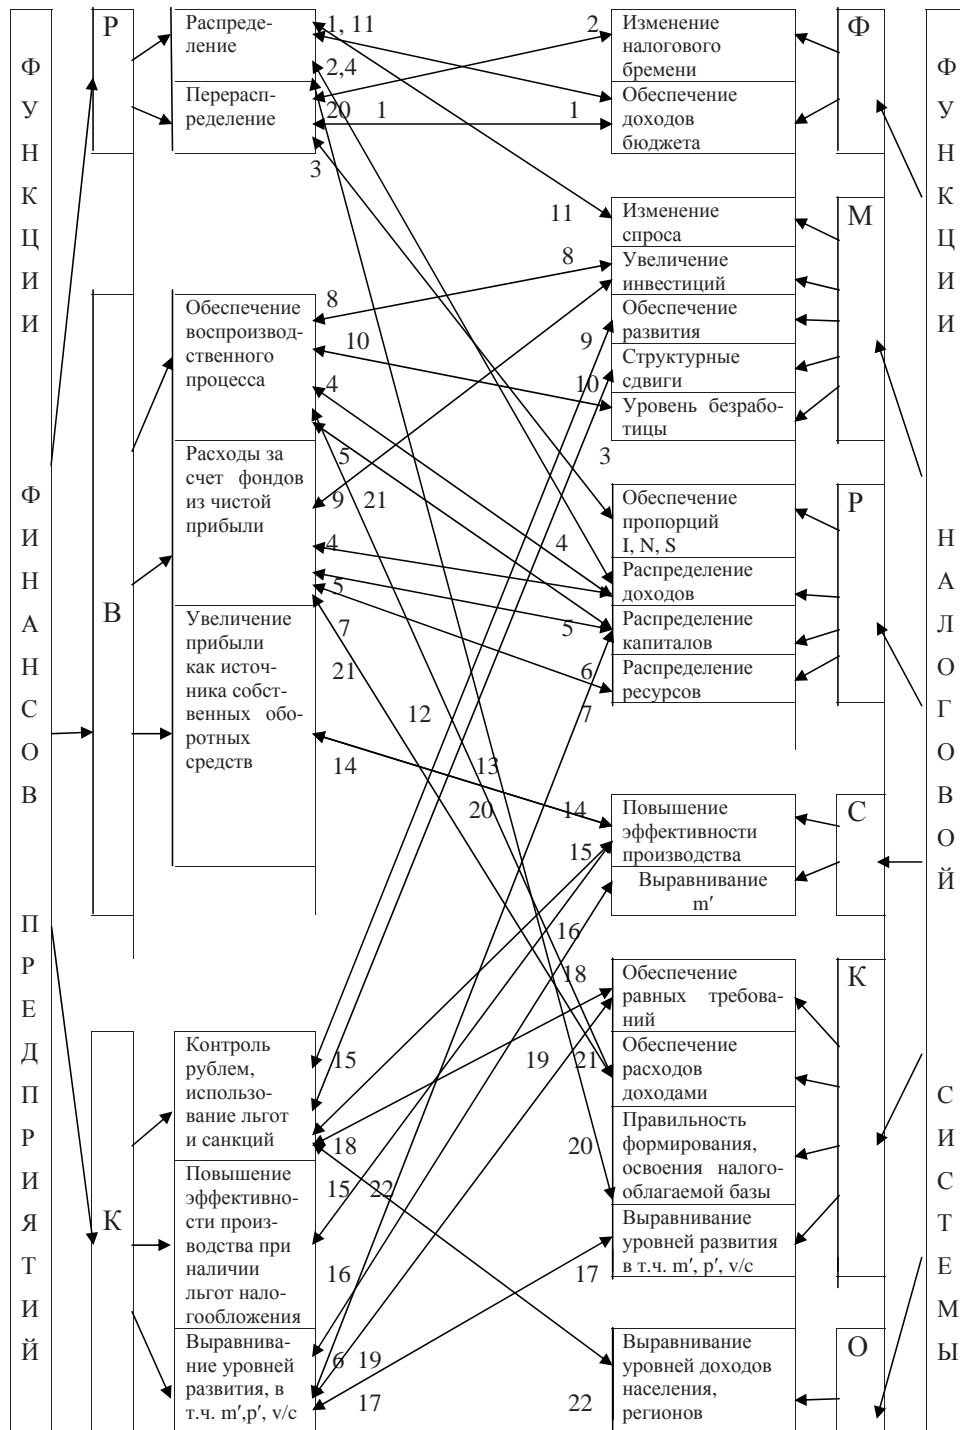 ФУНКЦИИ ФИНАНСОВ ПРЕДПРИЯТИЙ
Р
Распреде-
ление
Перерасп-
ределение
В
Обеспечение
воспроизвод-
ственного
процесса
Расходы за
счет фондов
из чистой
прибыли
Увеличение
прибыли
как источ-
ника собст-
венных обо-
ротных
средств
К
Контроль
рублем,
использо-
вание льгот
и санкций
Повышение
эффективно-
сти произ-
водства при
наличии
льгот нало-
гообложения
Выравнива-
ние уровней
развития, в
т.ч. m′,p′, v/c
1, 11
2,4
20
1
3
8
10
4
5
9
21
4
5
7
21
12
14
13
20
15
18
15
22
16
6
19
17
2
1
11
8
9
10
3
4
5
6
7
14
15
16
18
19
21
20
17
22
Изменение
налогового
бремени
Обеспечение
доходов
бюджета
Ф
Изменение
спроса
Увеличение
инвестиций
Обеспечение
развития
Структурные
сдвиги
Уровень безрабо-
тицы
М
Обеспечение
пропорций
I, N, S
Распределение
доходов
Распределение
капиталов
Распределение
ресурсов
Р
Повышение
эффективности
производства
Выравнивание
m′
С
Обеспечение
равных требова-
ний
Обеспечение
расходов
доходами
Правильность
формирования,
освоения налого-
облагаемой базы
Выравнивание
уровней развития
в т.ч. m′, p′, v/c
К
Выравнивание
уровней доходов
населения,
регионов
О
ФУНКЦИИ НАЛОГОВОЙ СИСТЕМЫ